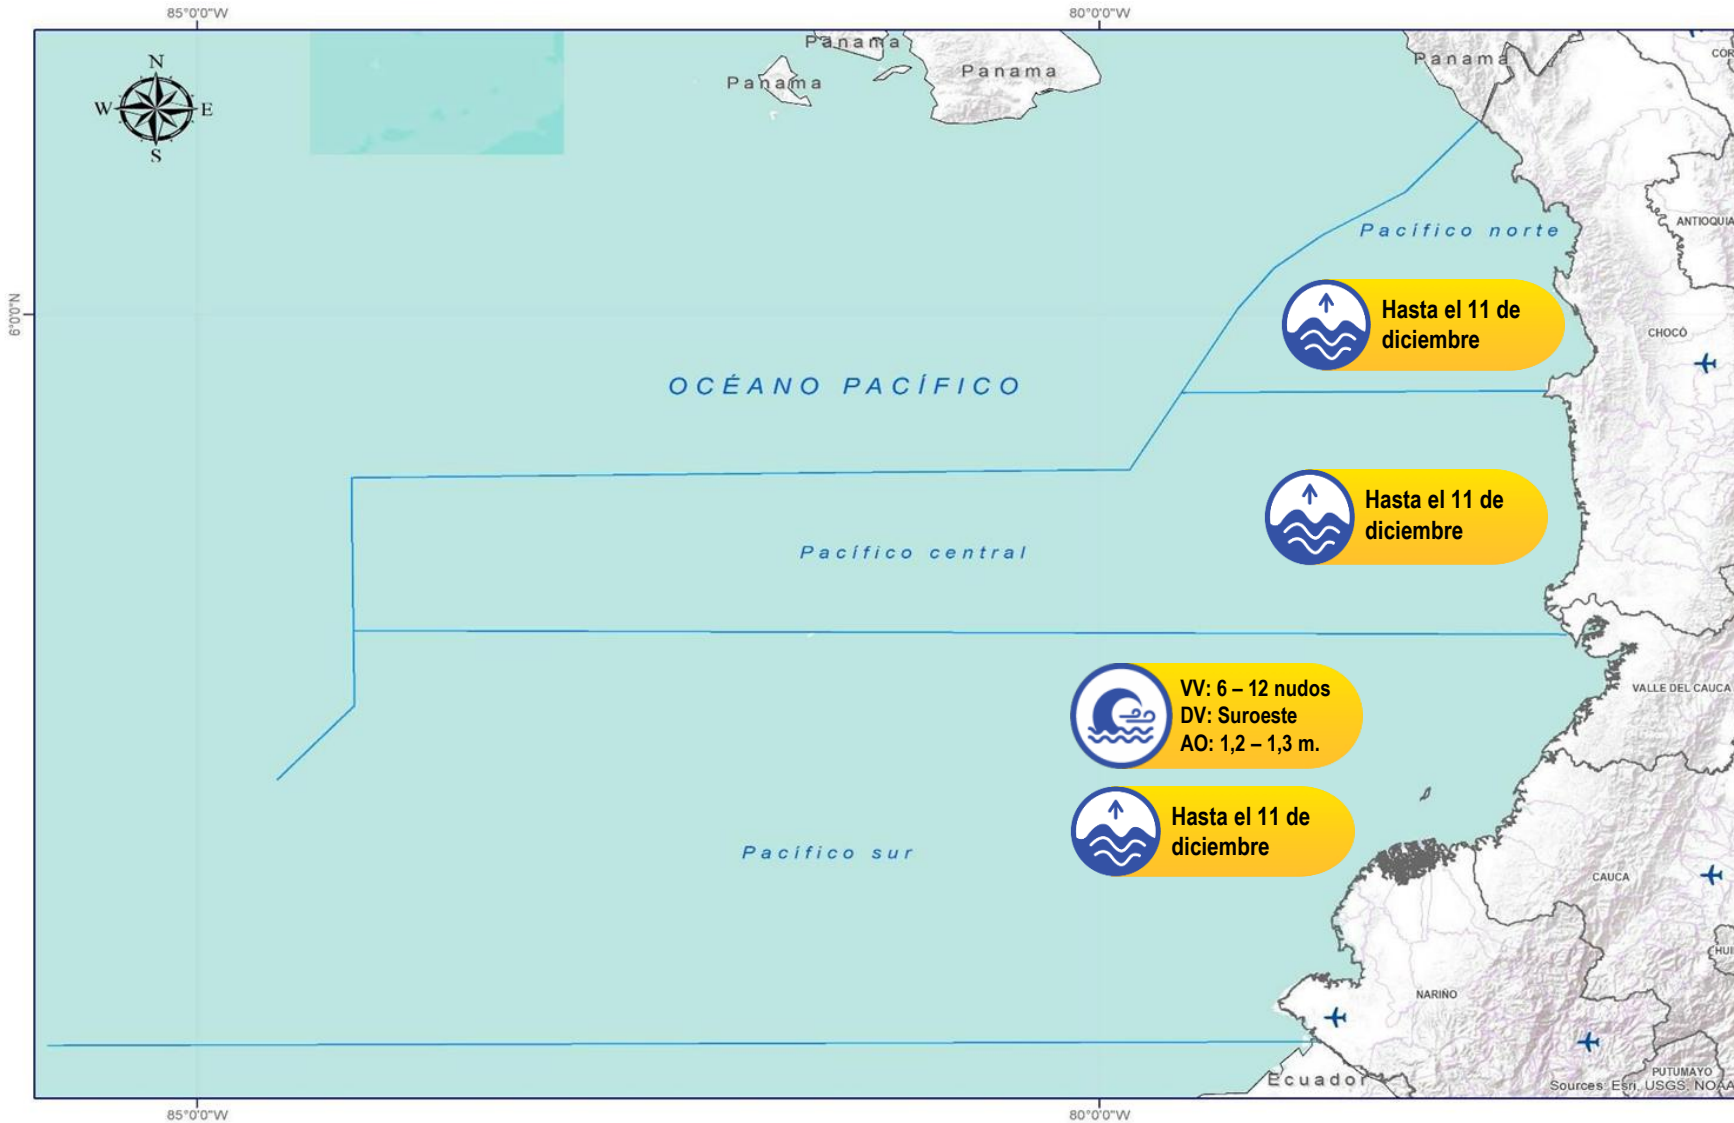 85°0'0"W
80°0'0"W
N
W
E
S
Panama
Panama
Panama
Panama
ANTIOQUIA
Pacífico norte
6°0'0"N
Hasta el 11 de
diciembre
CHOCÓ
OCÉANO PACÍFICO
Hasta el 11 de
diciembre
Pacífico central
VV: 6 – 12 nudos
DV: Suroeste
AO: 1,2 – 1,3 m.
VALLE DEL CAUCA
Hasta el 11 de
diciembre
Pacífico sur
CAUCA
HUI
NARIÑO
PUTUMAYO
Ecuador
Sources: Esri, USGS, NOAA
85°0'0"W
80°0'0"W